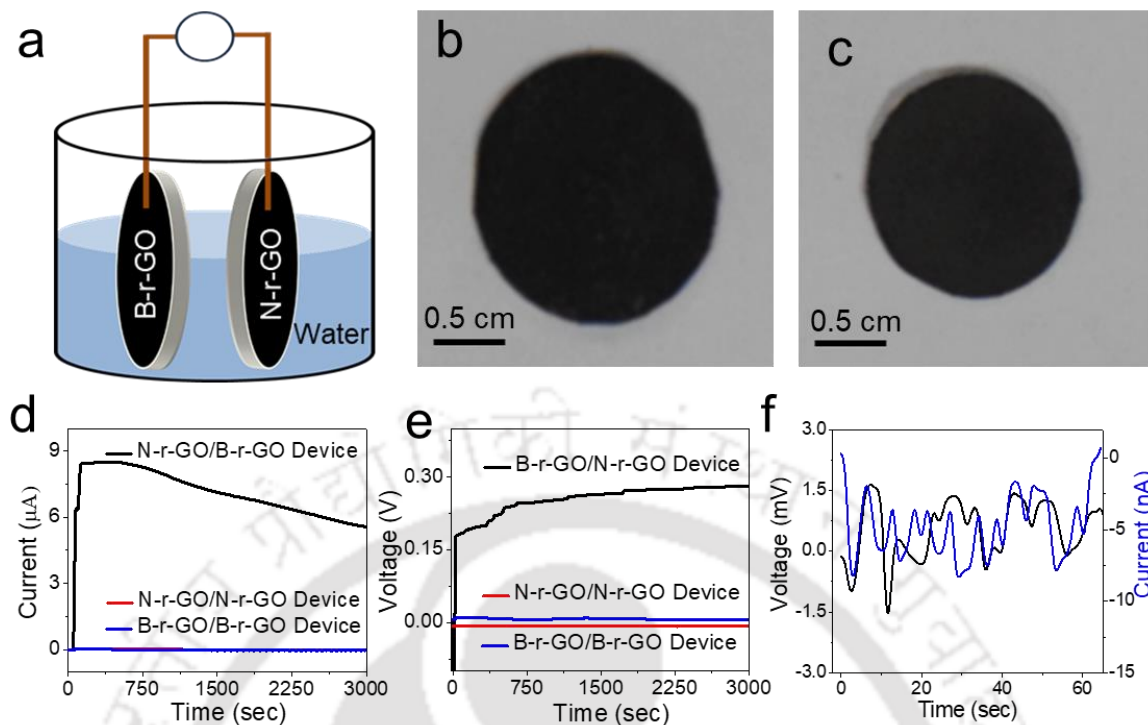 a
B-r-GO
N-r-GO
Water
b
0.5 cm
c
0.5 cm
d
Current (µA)
9
6
3
0
N-r-GO/B-r-GO Device
N-r-GO/N-r-GO Device
B-r-GO/B-r-GO Device
0 750 1500 2250 3000
Time (sec)
e
Voltage (V)
0.30
0.15
0.00
B-r-GO/N-r-GO Device
N-r-GO/N-r-GO Device
B-r-GO/B-r-GO Device
0 750 1500 2250 3000
Time (sec)
f
Voltage (mV)
3.0
1.5
0.0
-1.5
-3.0
0
-5
-10
-15
Current (nA)
0 20 40 60
Time (sec)